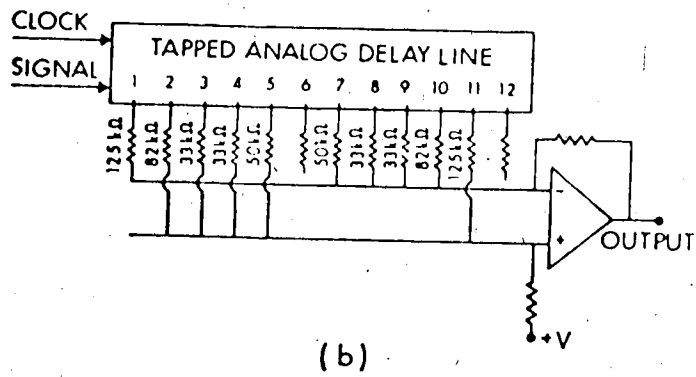 CLOCK
TAPPED ANALOG DELAY LINE
SIGNAL
1 2 3 4 5 6 7 8 9 10 11 12
125kΩ 82kΩ 33kΩ 33kΩ 50kΩ 50kΩ 33kΩ 33kΩ 82kΩ 125kΩ
-
+
OUTPUT
+V
(b)